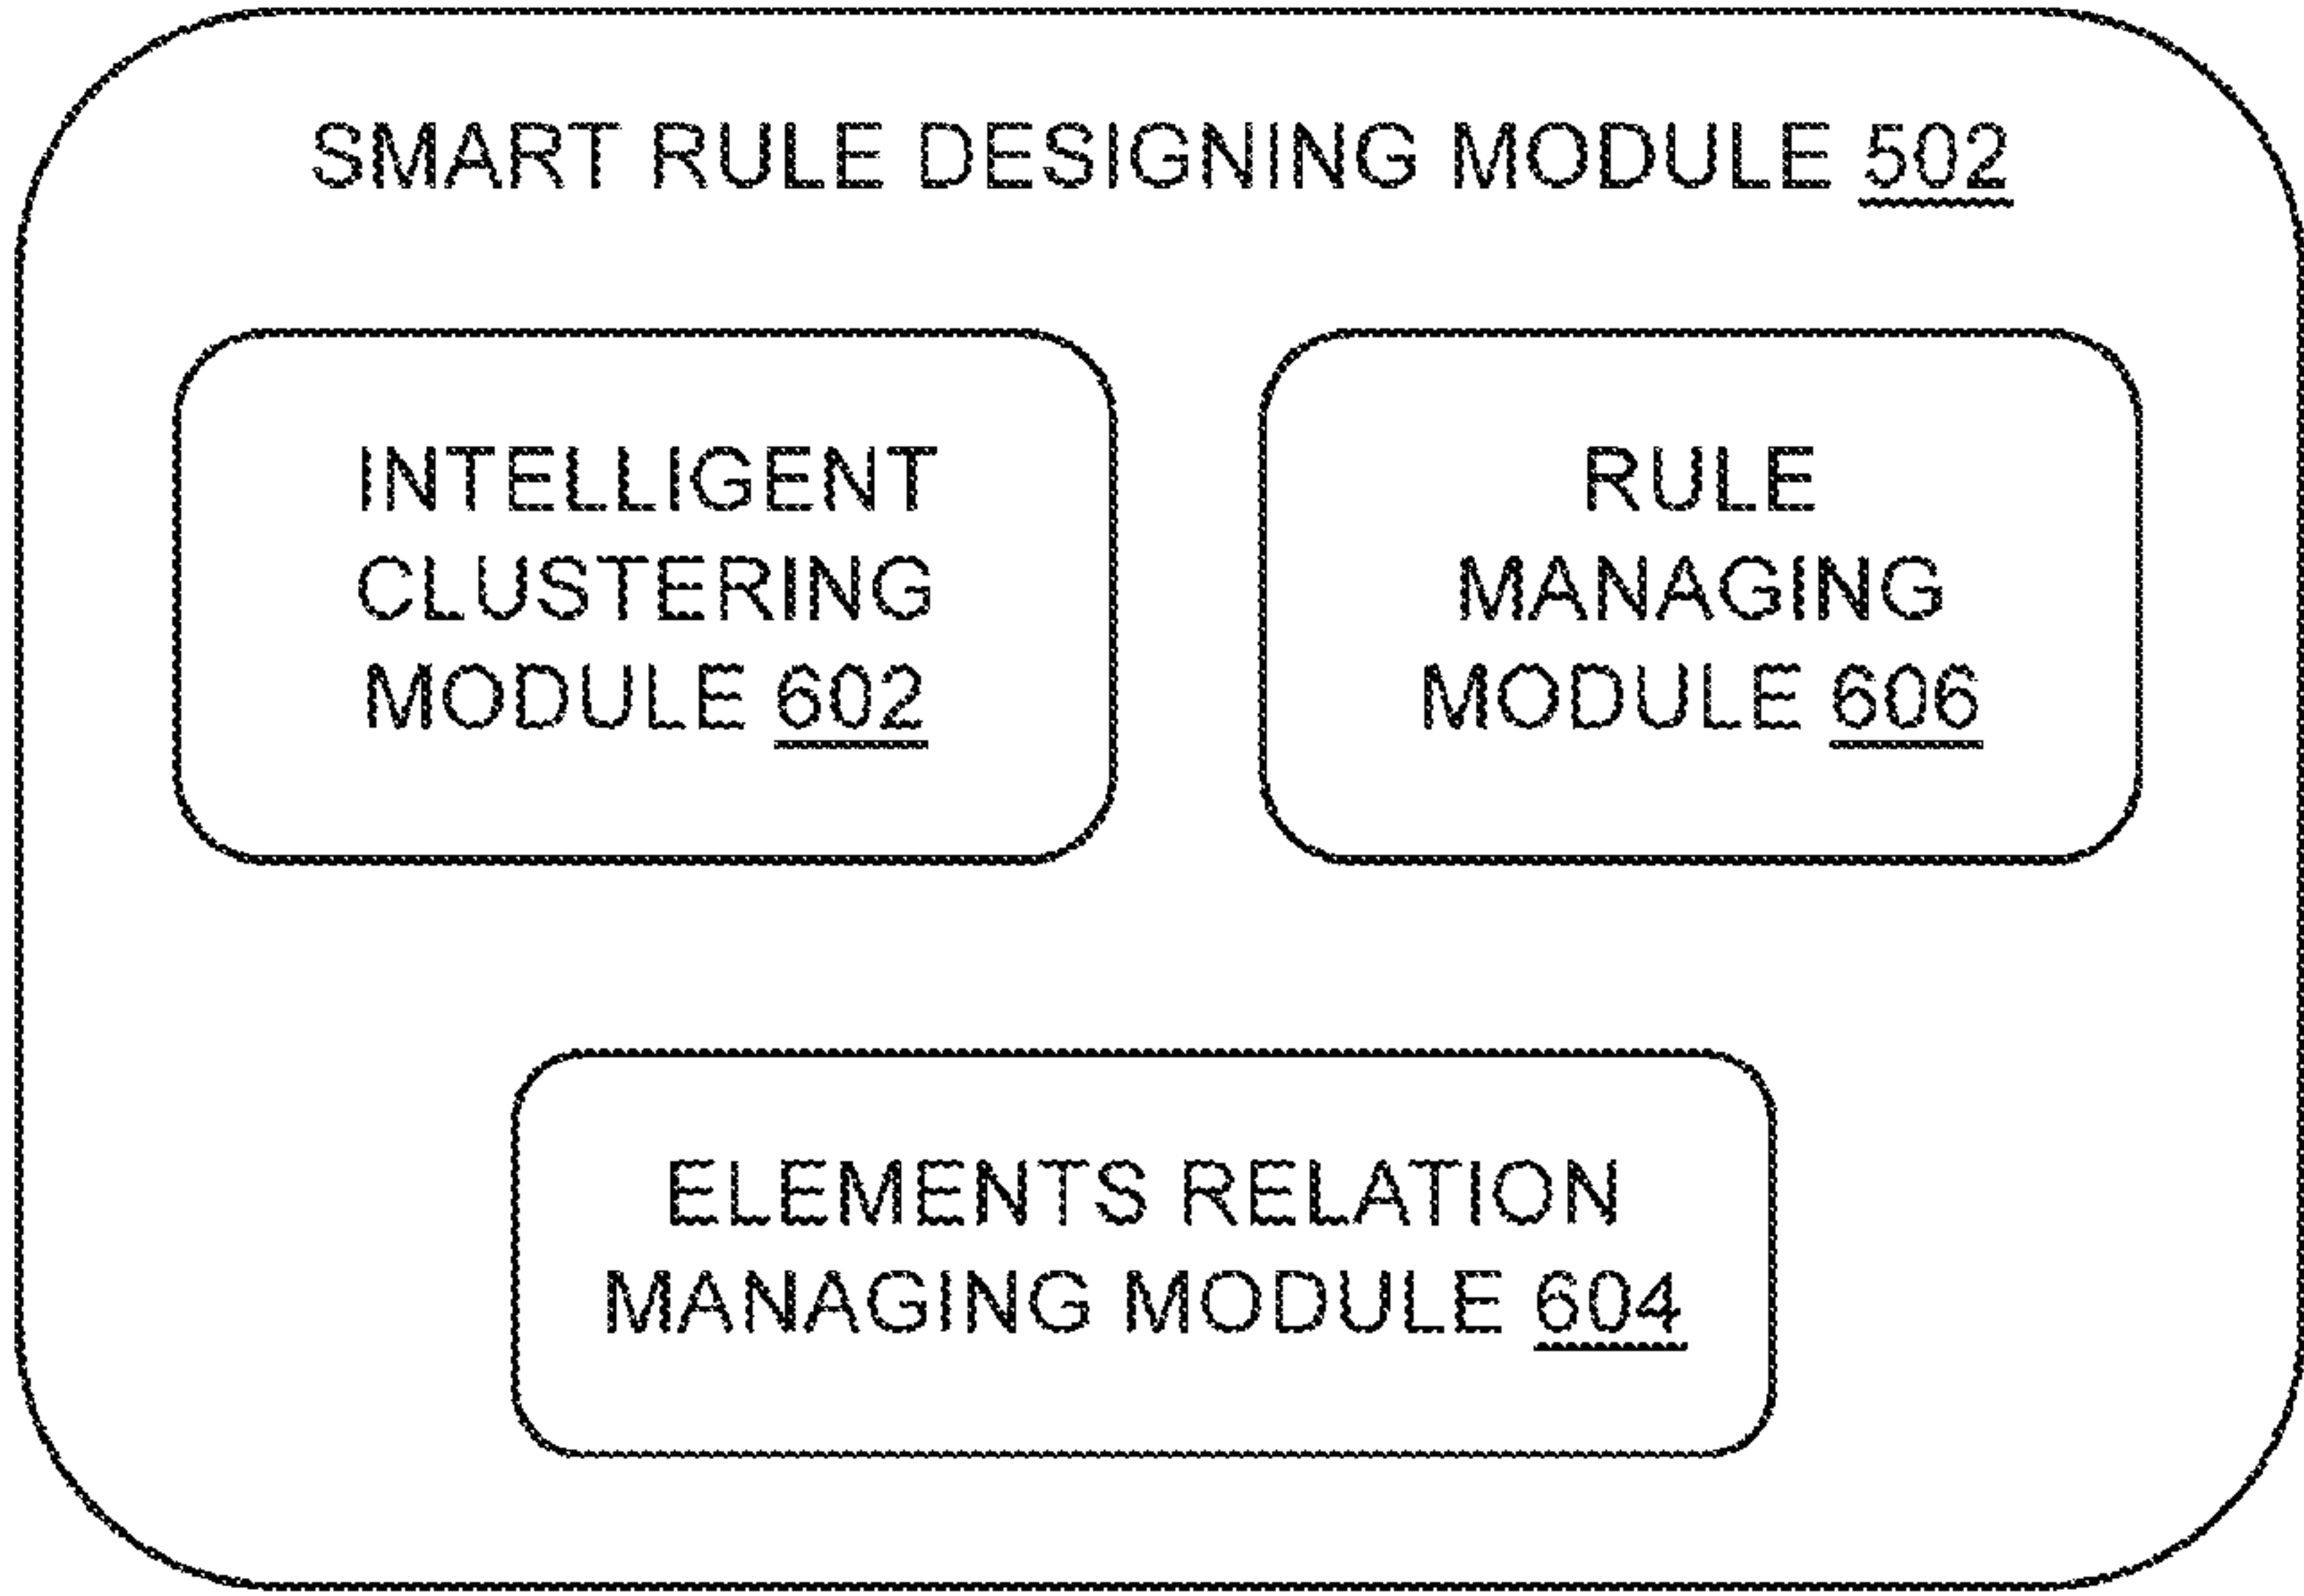 SMART RULE DESIGNING MODULE 502
INTELLIGENT
CLUSTERING
MODULE 602
RULE
MANAGING
MODULE 606
ELEMENTS RELATION
MANAGING MODULE 604